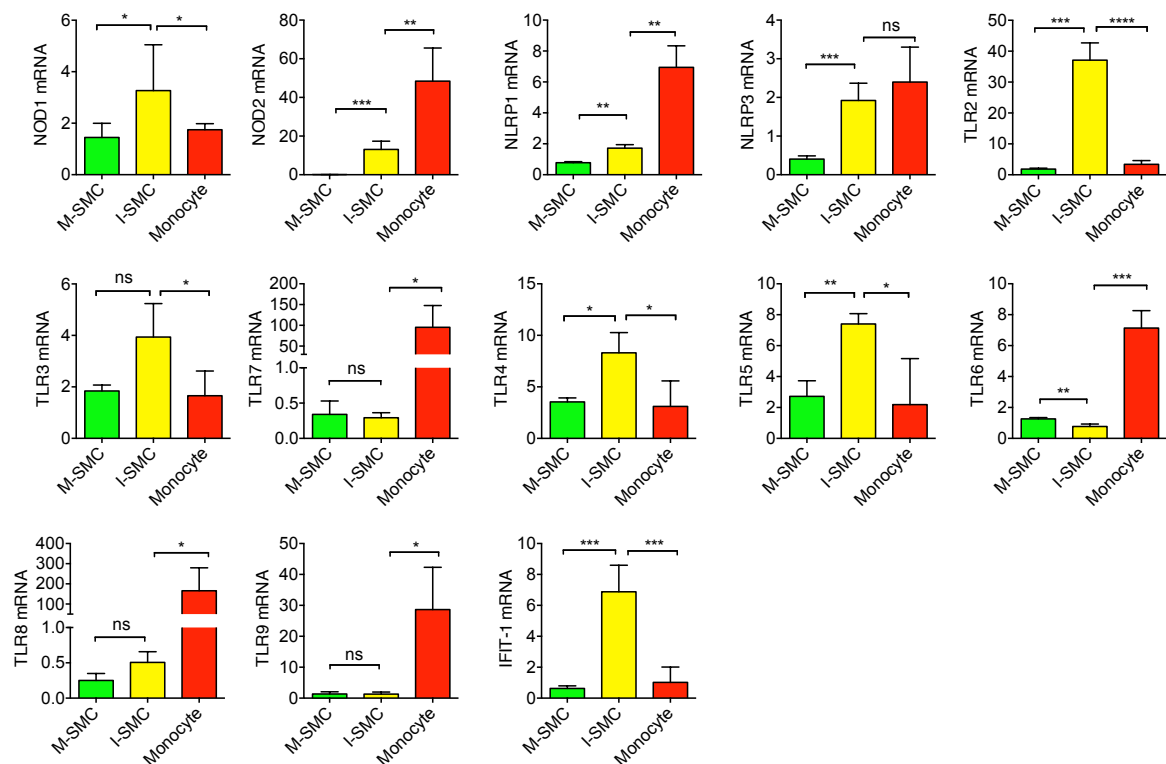 NOD1 mRNA
6
4
2
0
*
*
M-SMC
I-SMC
Monocyte
NOD2 mRNA
80
60
40
20
0
***
**
M-SMC
I-SMC
Monocyte
NLRP1 mRNA
10
8
6
4
2
0
**
**
M-SMC
I-SMC
Monocyte
NLRP3 mRNA
4
3
2
1
0
***
ns
M-SMC
I-SMC
Monocyte
TLR2 mRNA
50
40
30
20
10
0
***
****
M-SMC
I-SMC
Monocyte
TLR3 mRNA
6
4
2
0
ns
*
M-SMC
I-SMC
Monocyte
TLR7 mRNA
200
150
100
50
1.0
0.5
0.0
ns
*
M-SMC
I-SMC
Monocyte
TLR4 mRNA
15
10
5
0
*
*
M-SMC
I-SMC
Monocyte
TLR5 mRNA
10
8
6
4
2
0
**
*
M-SMC
I-SMC
Monocyte
TLR6 mRNA
10
8
6
4
2
0
**
***
M-SMC
I-SMC
Monocyte
TLR8 mRNA
400
300
200
100
1.0
0.5
0.0
ns
*
M-SMC
I-SMC
Monocyte
TLR9 mRNA
50
40
30
20
10
0
ns
*
M-SMC
I-SMC
Monocyte
IFIT-1 mRNA
10
8
6
4
2
0
***
***
M-SMC
I-SMC
Monocyte